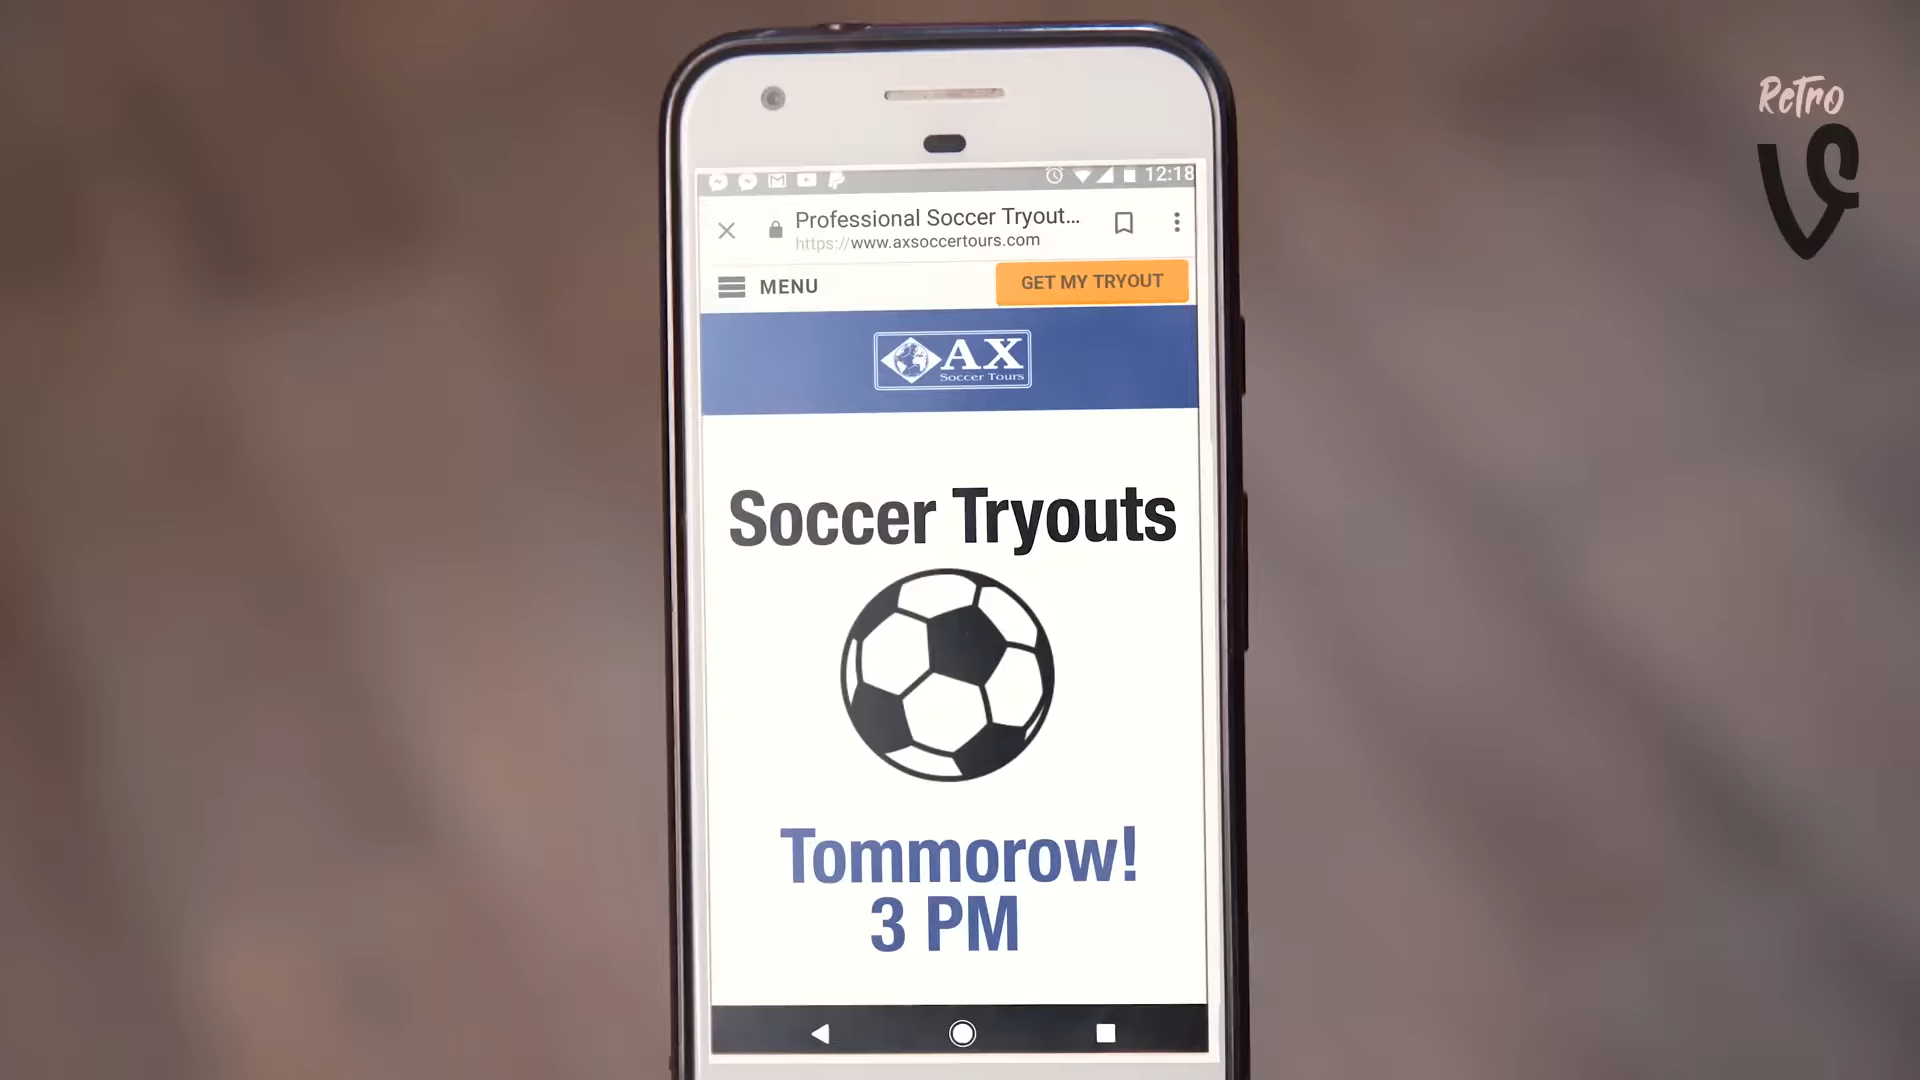 Retro
12:18
Professional Soccer Tryout...
https://www.axsoccertours.com
MENU
GET MY TRYOUT
AX
Soccer Tours
Soccer Tryouts
Tommorow!
3 PM